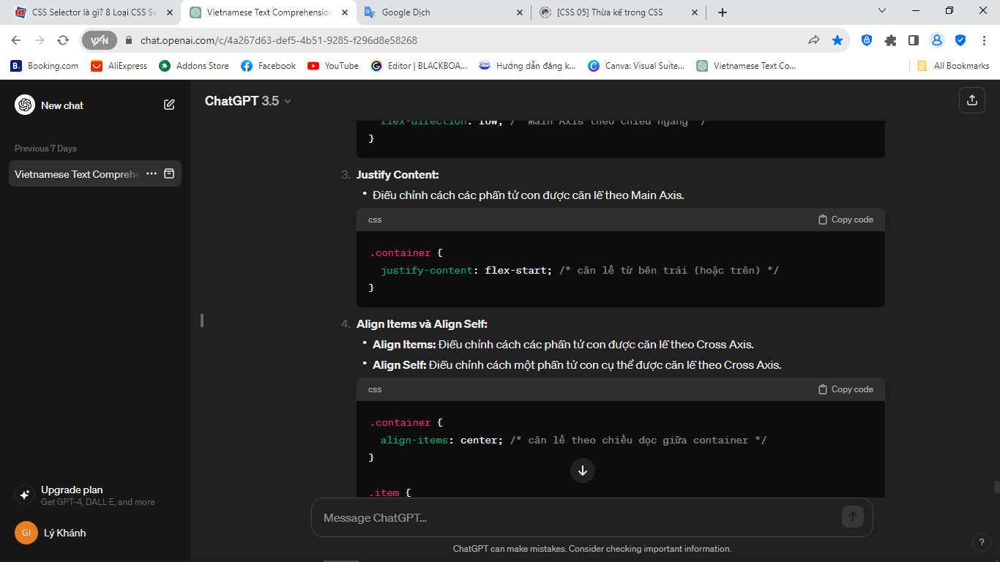 CSS Selector là gì? 8 Loại CSS Se
Vietnamese Text Comprehension
Google Dịch
[CSS 05] Thừa kế trong CSS
VPN
chat.openai.com/c/4a267d63-def5-4b51-9285-f296d8e58268
Booking.com
AliExpress
Addons Store
Facebook
YouTube
Editor | BLACKBOA...
Hướng dẫn đăng k...
Canva: Visual Suite...
Vietnamese Text Co...
All Bookmarks
New chat
Previous 7 Days
Vietnamese Text Comprehe
Upgrade plan
Get GPT-4, DALL·E, and more
GI
Lý Khánh
ChatGPT 3.5
flex-direction: row; /* Main Axis theo chiều ngang */
}
3. Justify Content:
• Điều chỉnh cách các phần tử con được căn lề theo Main Axis.
css
Copy code
.container {
justify-content: flex-start; /* căn lề từ bên trái (hoặc trên) */
}
4. Align Items và Align Self:
• Align Items: Điều chỉnh cách các phần tử con được căn lề theo Cross Axis.
• Align Self: Điều chỉnh cách một phần tử con cụ thể được căn lề theo Cross Axis.
css
Copy code
.container {
align-items: center; /* căn lề theo chiều dọc giữa container */
}
.item {
Message ChatGPT...
ChatGPT can make mistakes. Consider checking important information.
?